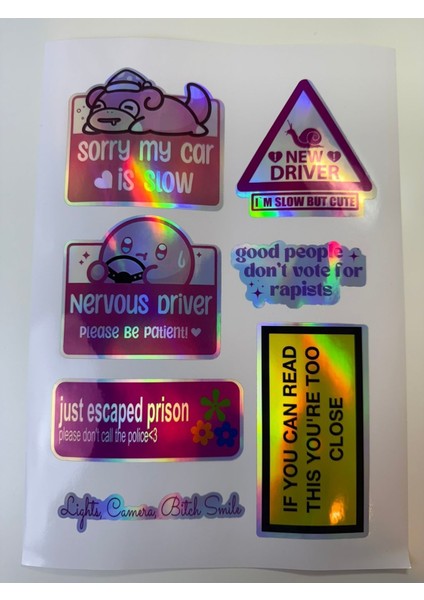 sorry my car
is slow
NEW
DRIVER
I´M SLOW BUT CUTE
Nervous Driver
Please Be Patient!
good people
don't vote for
rapists
just escaped prison
please don't call the police<3
IF YOU CAN READ
THIS YOU'RE TOO
CLOSE
Lights, Camera, Bitch Smile